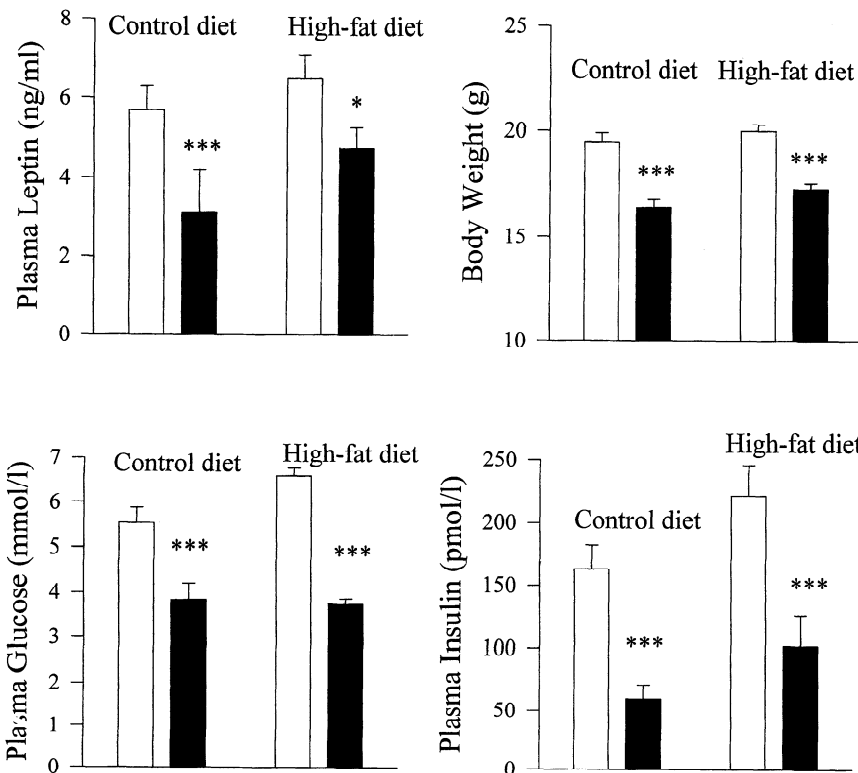 Plasma Leptin (ng/ml)
8
6
4
2
0
Control diet
High-fat diet
***
*
Body Weight (g)
25
20
15
10
Control diet
High-fat diet
***
***
Plasma Glucose (mmol/l)
7
6
5
4
3
2
1
0
Control diet
High-fat diet
***
***
Plasma Insulin (pmol/l)
250
200
150
100
50
0
Control diet
High-fat diet
***
***